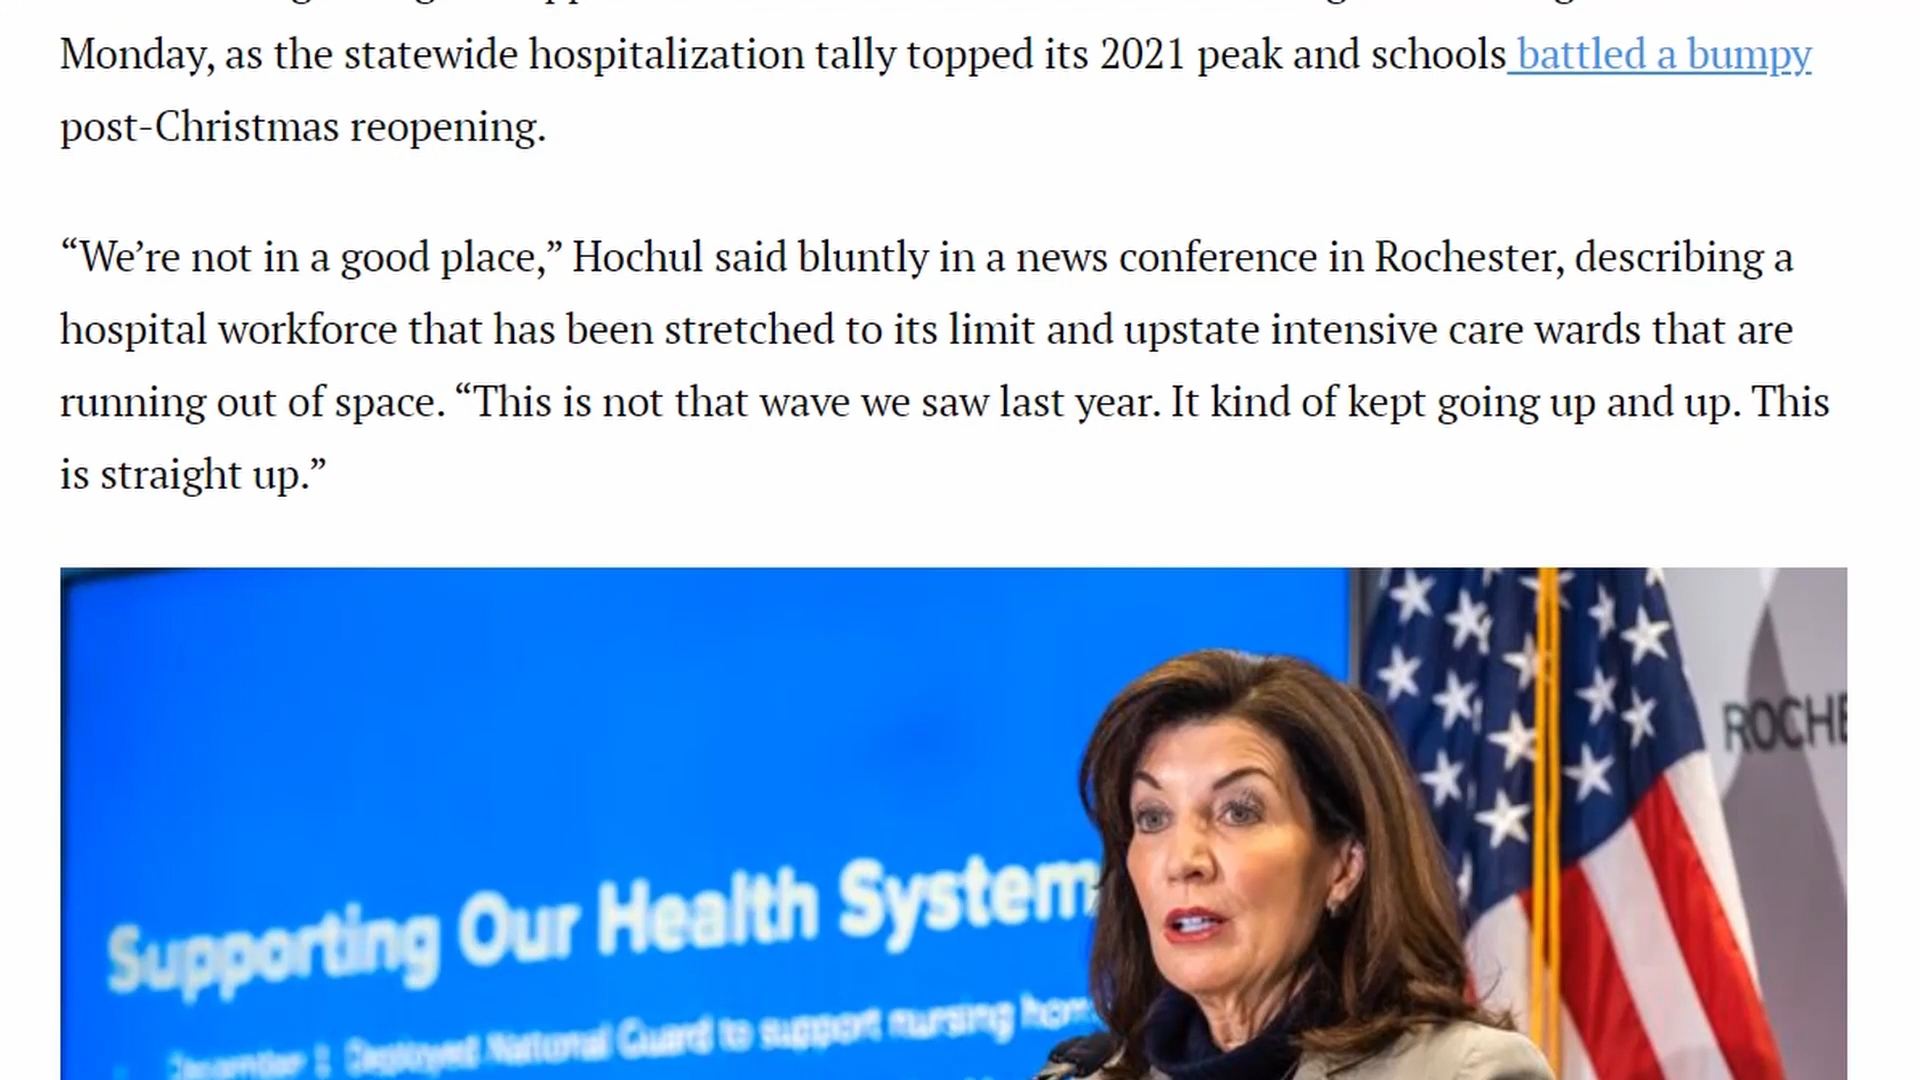 Monday, as the statewide hospitalization tally topped its 2021 peak and schools battled a bumpy
post-Christmas reopening.
“We’re not in a good place,” Hochul said bluntly in a news conference in Rochester, describing a
hospital workforce that has been stretched to its limit and upstate intensive care wards that are
running out of space. “This is not that wave we saw last year. It kind of kept going up and up. This
is straight up.”
ROCHE
Supporting Our Health System
December 1 Deployed National Guard to support nursing hom